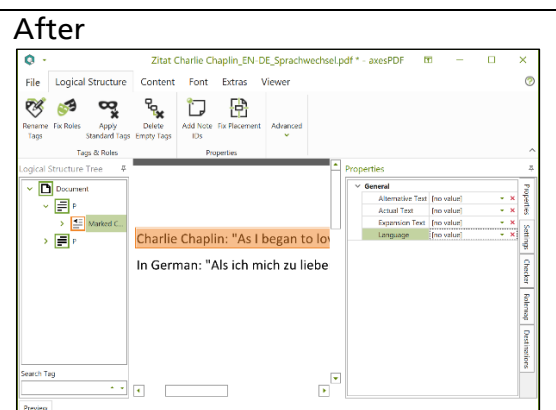 After
Zitat Charlie Chaplin_EN-DE_Sprachwechsel.pdf * - axesPDF
File Logical Structure Content Font Extras Viewer
Rename Tags Fix Roles Apply Standard Tags Delete Empty Tags Add Note IDs Fix Placement Advanced
Tags & Roles Properties
Logical Structure Tree Properties
Document General
P Alternative Text [no value]
Marked C... Actual Text [no value]
P Expansion Text [no value]
Language [no value]
Charlie Chaplin: "As I began to lov
In German: "Als ich mich zu liebe
Properties
Settings
Checker
Rolemap
Destinations
Search Tag
Preview